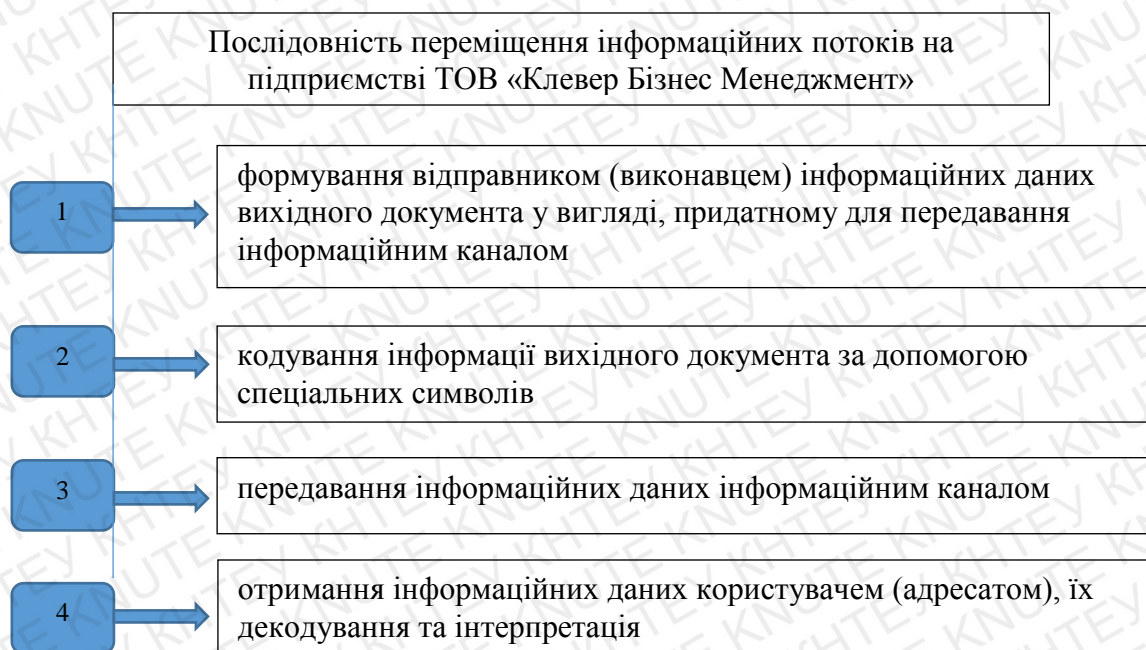 Послідовність переміщення інформаційних потоків на
підприємстві ТОВ «Клевер Бізнес Менеджмент»
1
формування відправником (виконавцем) інформаційних даних
вихідного документа у вигляді, придатному для передавання
інформаційним каналом
2
кодування інформації вихідного документа за допомогою
спеціальних символів
3
передавання інформаційних даних інформаційним каналом
4
отримання інформаційних даних користувачем (адресатом), їх
декодування та інтерпретація